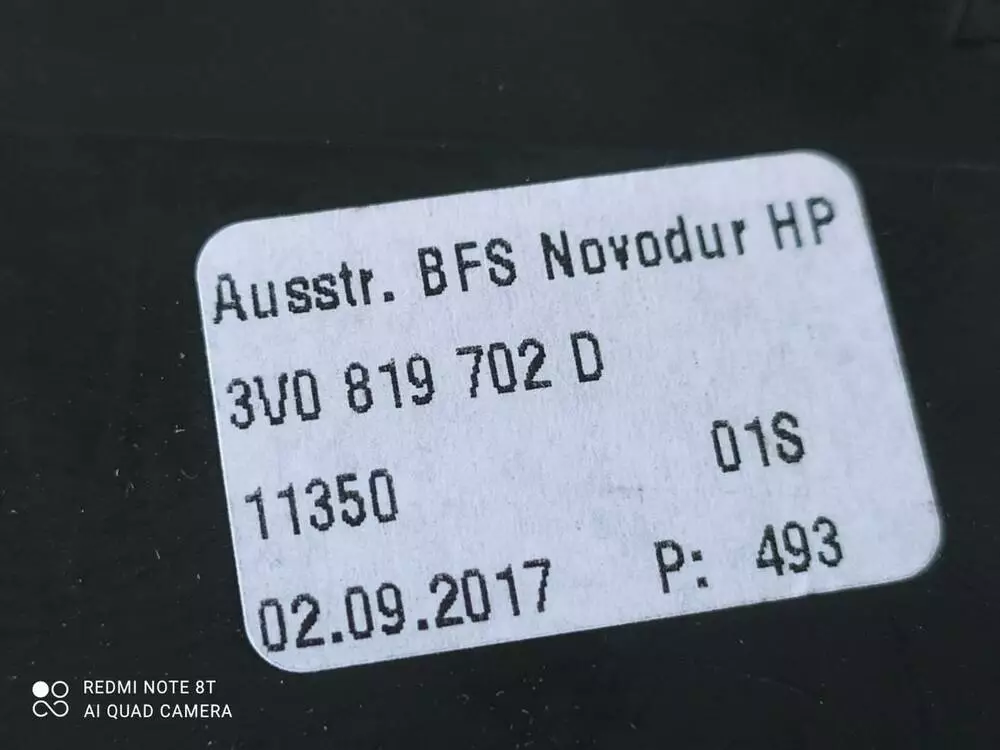 Ausstr. BFS Novodur HP
3V0 819 702 D
11350 01S
02.09.2017 P: 493
REDMI NOTE 8T
AI QUAD CAMERA